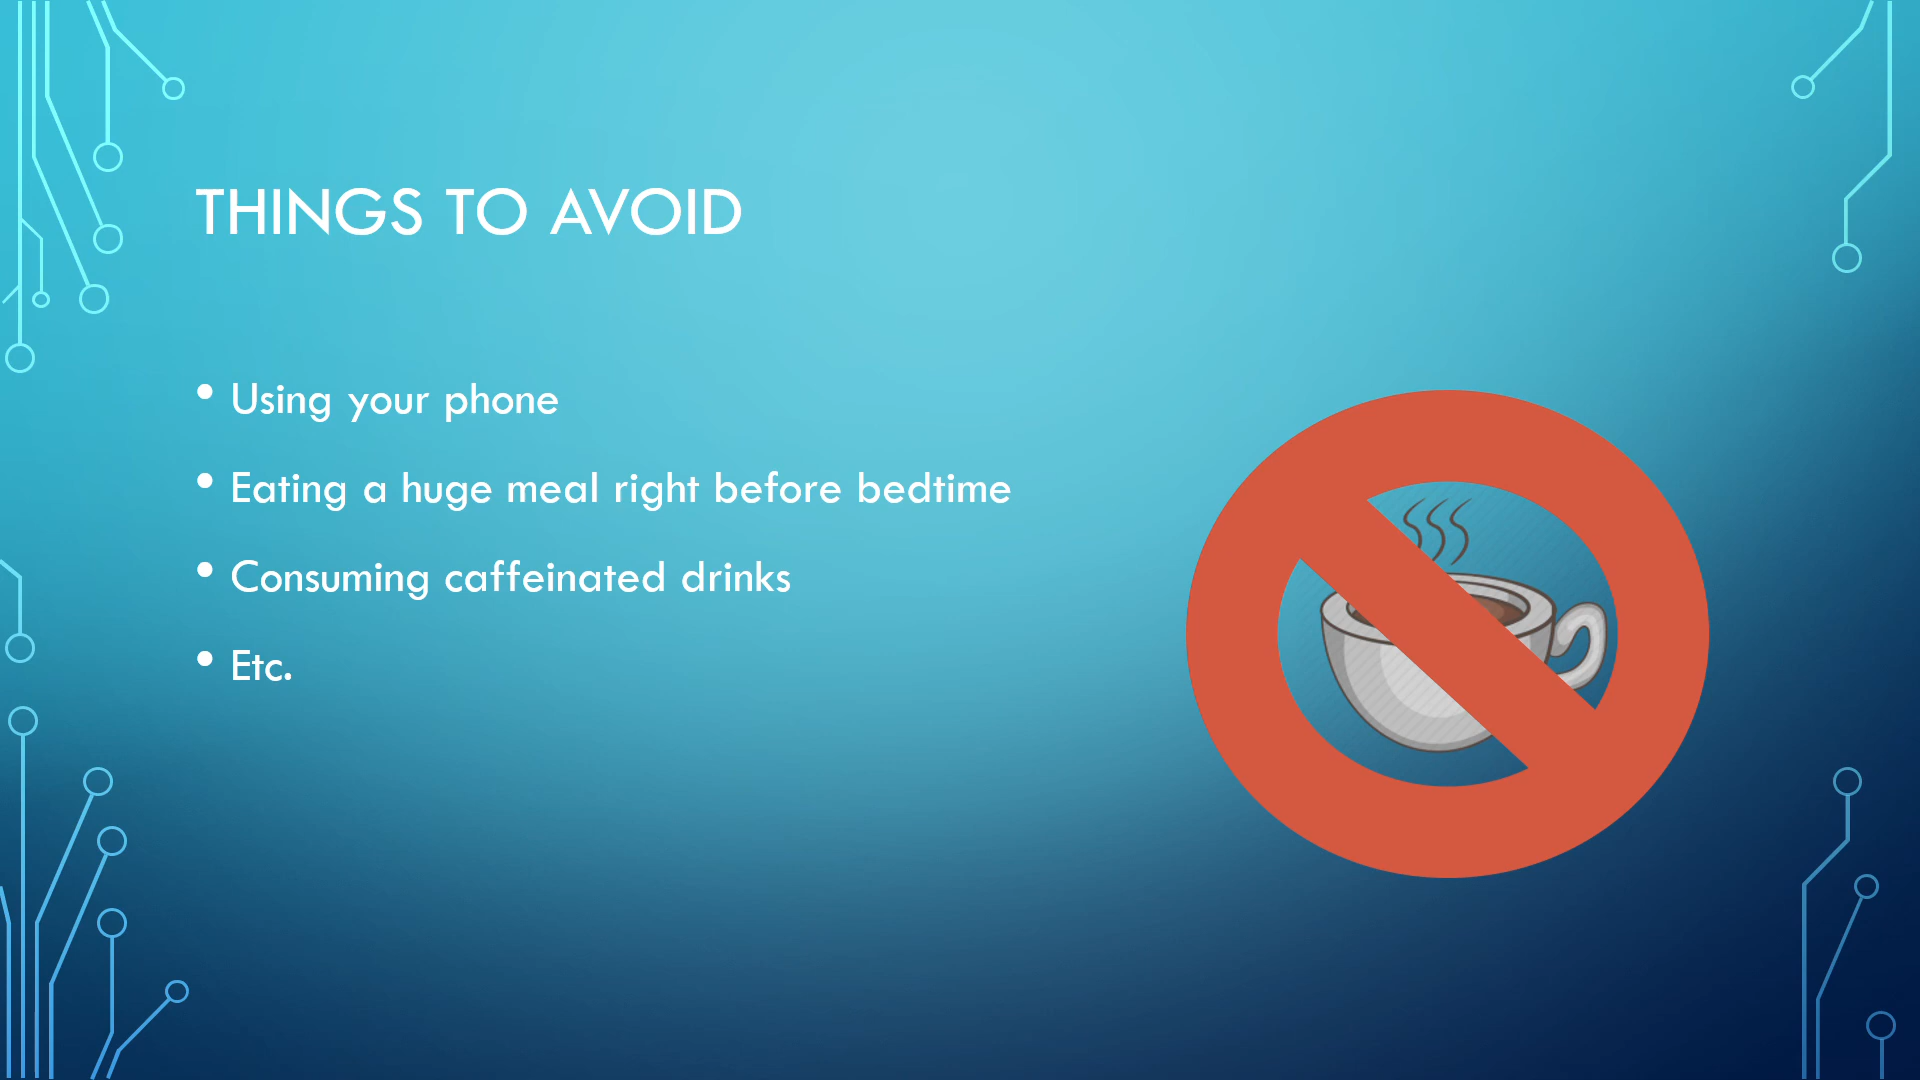 THINGS TO AVOID
• Using your phone
• Eating a huge meal right before bedtime
• Consuming caffeinated drinks
• Etc.